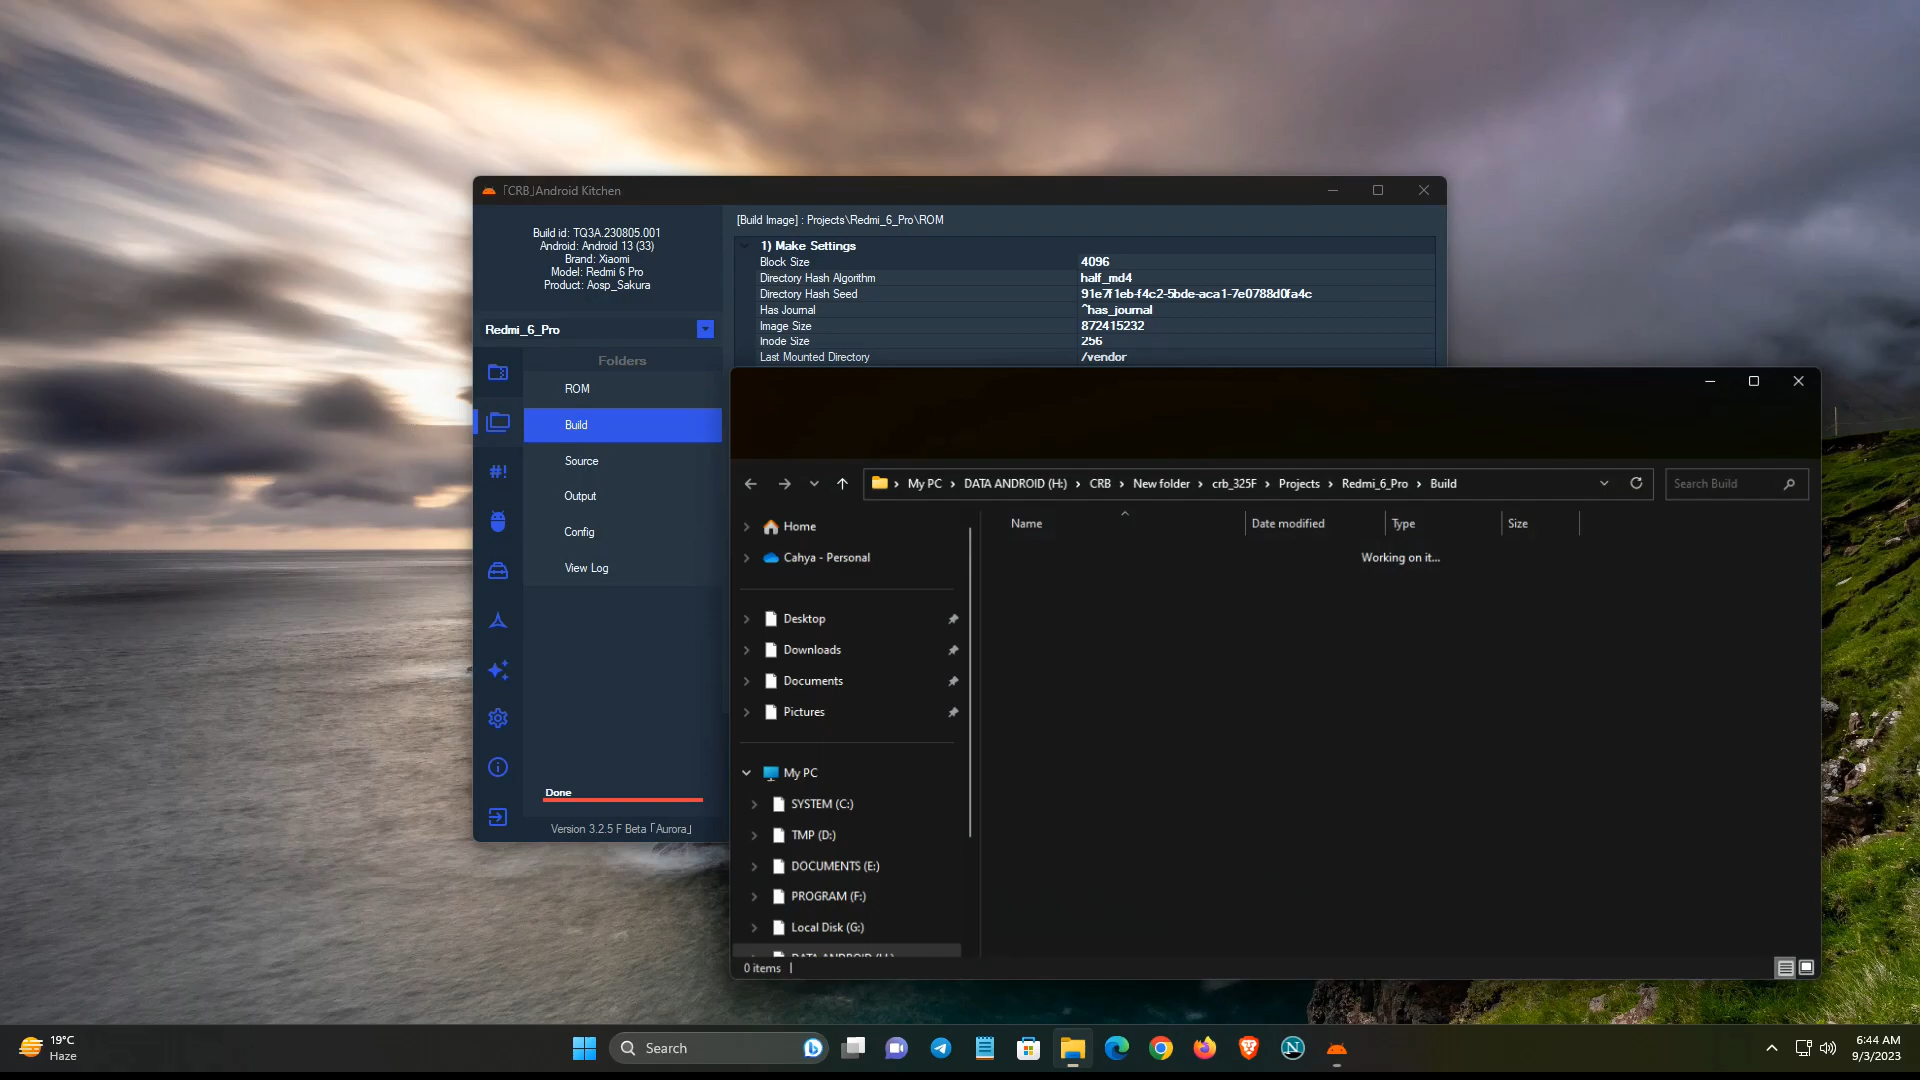 「CRB」Android Kitchen
Build id: TQ3A.230805.001
Android: Android 13 (33)
Brand: Xiaomi
Model: Redmi 6 Pro
Product: Aosp_Sakura
Redmi_6_Pro
Folders
ROM
Build
Source
Output
Config
View Log
Done
Version 3.2.5 F Beta「Aurora」
[Build Image] : Projects\Redmi_6_Pro\ROM
1) Make Settings
Block Size 4096
Directory Hash Algorithm half_md4
Directory Hash Seed 91e7f1eb-f4c2-5bde-aca1-7e0788d0fa4c
Has Journal ^has_journal
Image Size 872415232
Inode Size 256
Last Mounted Directory /vendor
My PC > DATA ANDROID (H:) > CRB > New folder > crb_325F > Projects > Redmi_6_Pro > Build
Search Build
Name Date modified Type Size
Working on it...
Home
Cahya - Personal
Desktop
Downloads
Documents
Pictures
My PC
SYSTEM (C:)
TMP (D:)
DOCUMENTS (E:)
PROGRAM (F:)
Local Disk (G:)
DATA ANDROID (H:)
0 items
19°C
Haze
Search
6:44 AM
9/3/2023